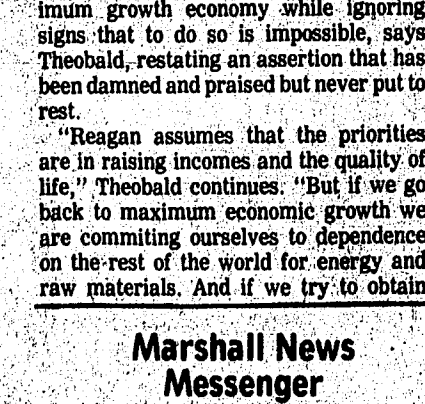 imum growth economy while ignoring
signs that to do so is impossible, says
Theobald, restating an assertion that has
been damned and praised but never put to
rest.
"Reagan assumes that the priorities
are in raising incomes and the quality of
life," Theobald continues. "But if we go
back to maximum economic growth we
are commiting ourselves to dependence
on the rest of the world for energy and
raw materials. And if we try to obtain
Marshall News
Messenger